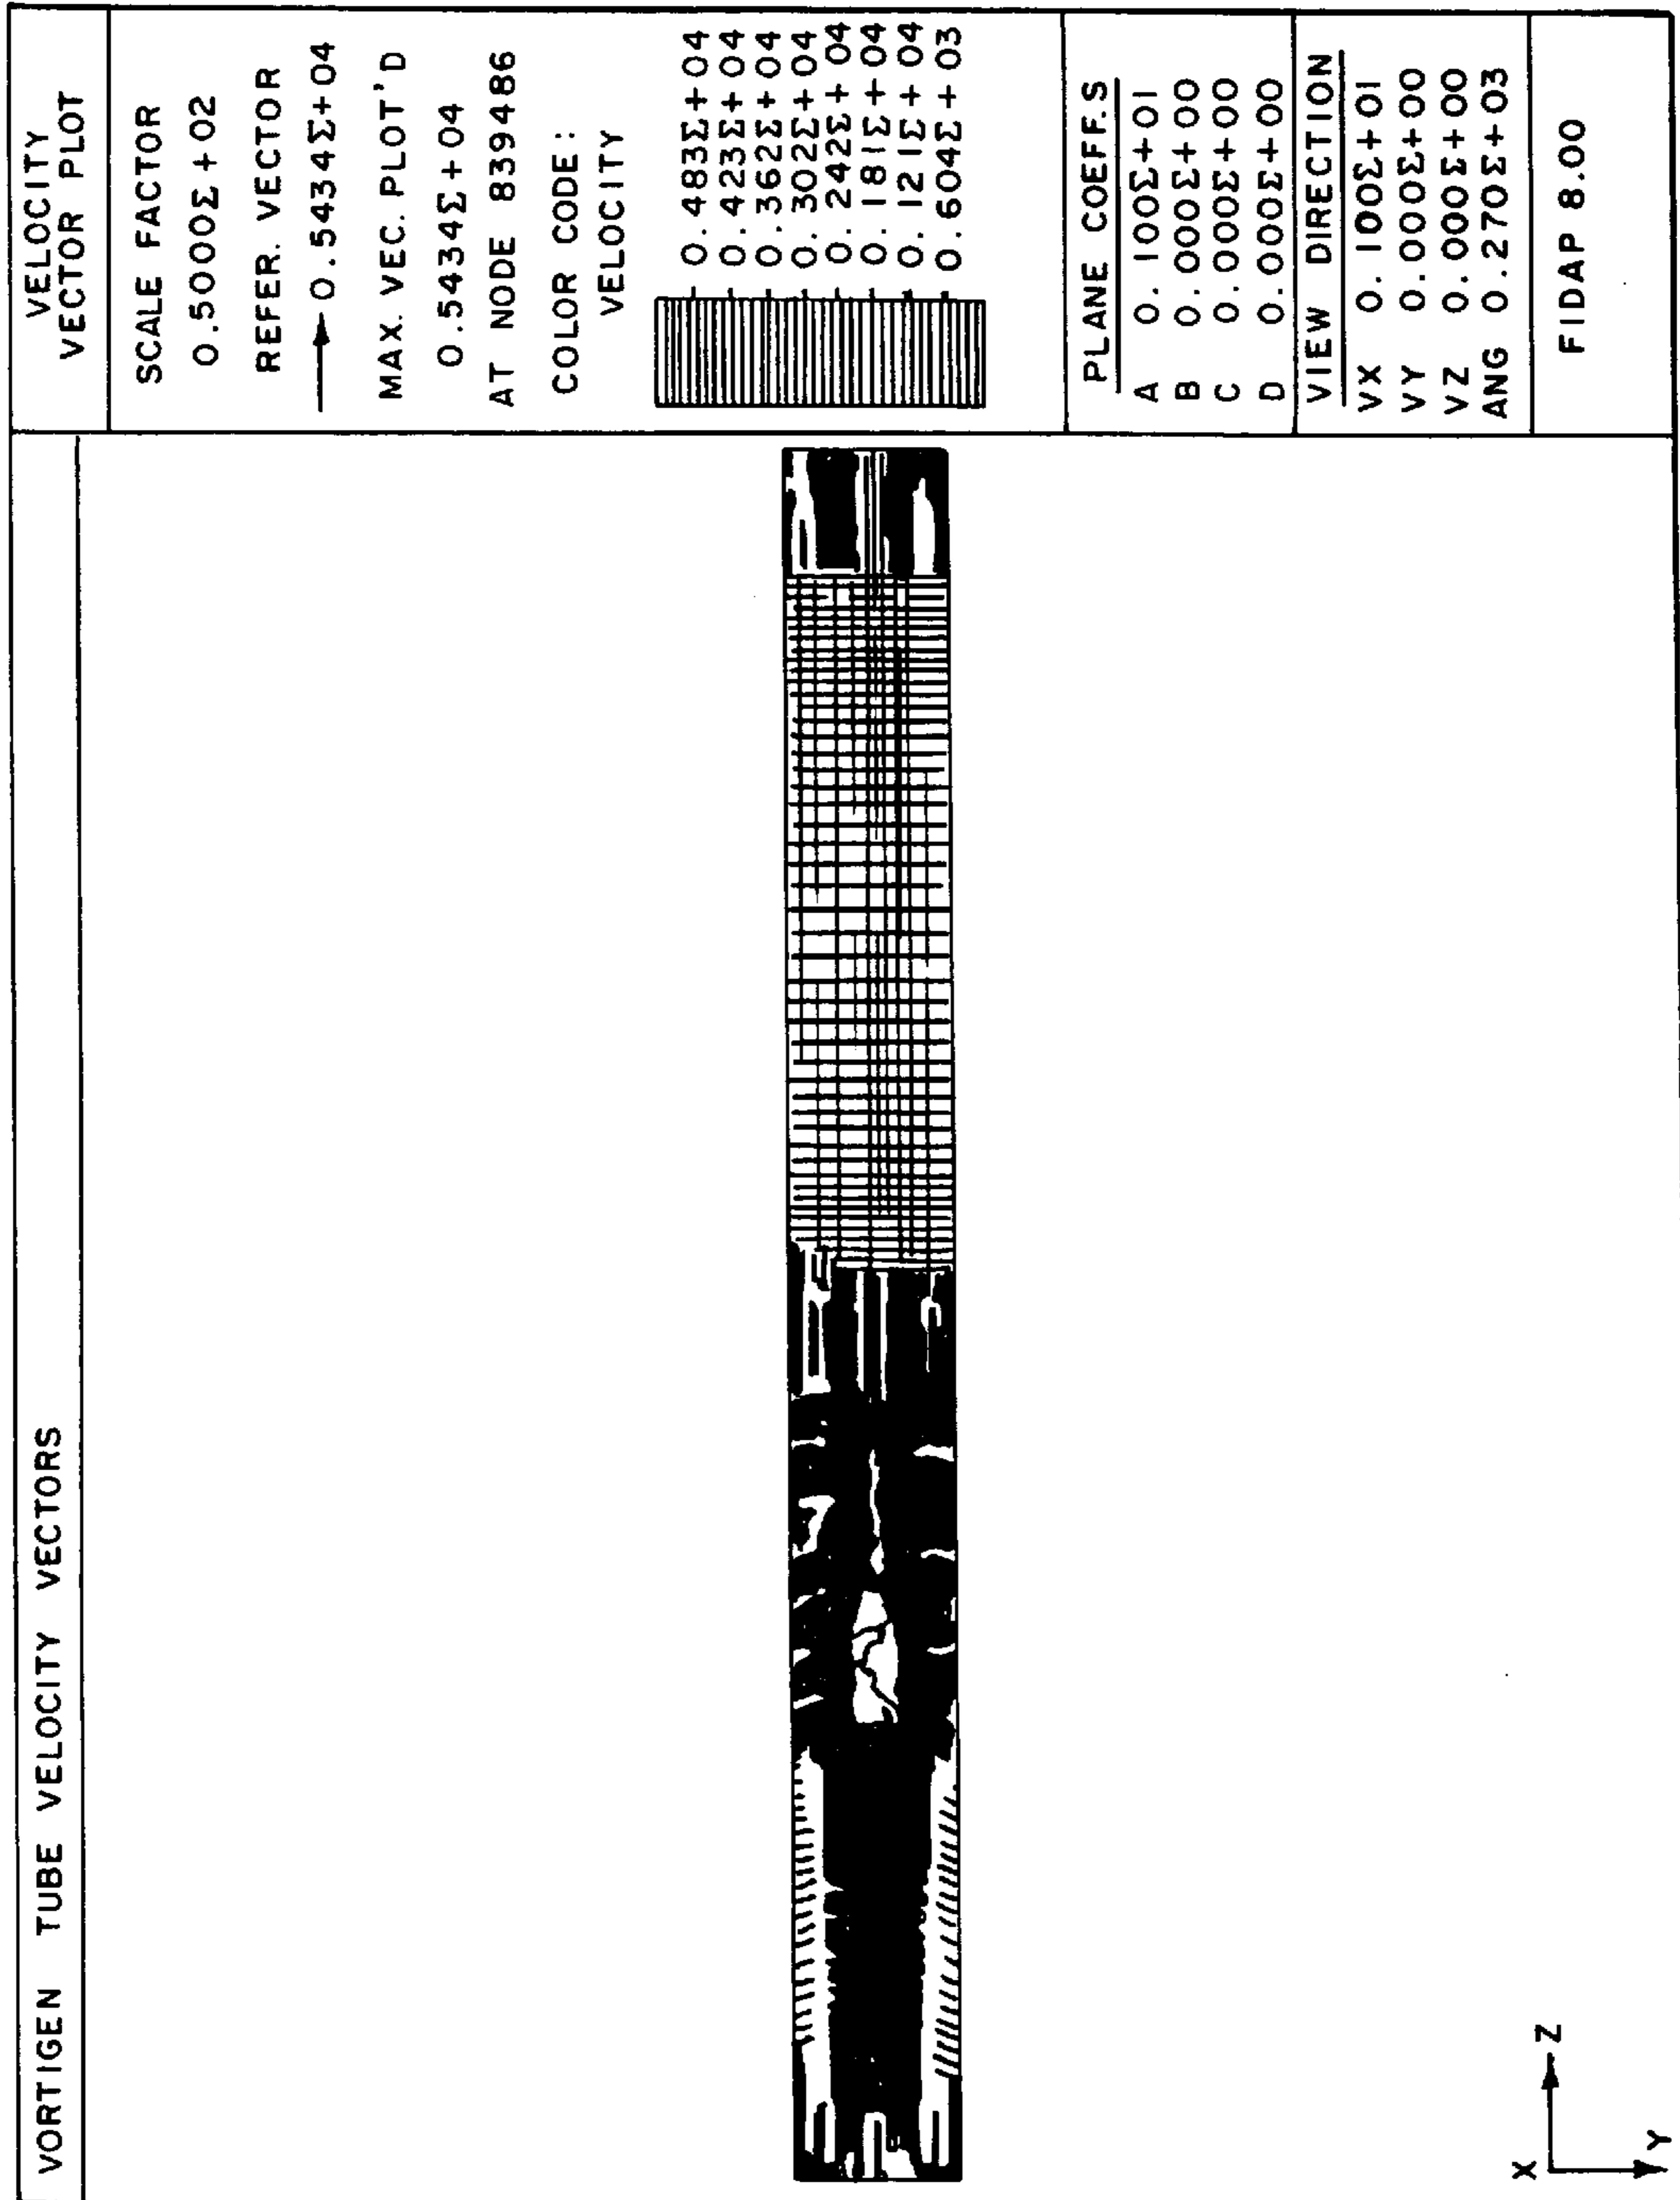 VORTIGEN TUBE VELOCITY VECTORS
VELOCITY
VECTOR PLOT
SCALE FACTOR
0.5000Σ+02
REFER. VECTOR
0.5434Σ+04
MAX. VEC. PLOT'D
0.5434Σ+04
AT NODE 839486
COLOR CODE:
VELOCITY
0.483Σ+04
0.423Σ+04
0.362Σ+04
0.302Σ+04
0.242Σ+04
0.181Σ+04
0.121Σ+04
0.604Σ+03
PLANE COEFF.S
A 0.100Σ+01
B 0.000Σ+00
C 0.000Σ+00
D 0.000Σ+00
VIEW DIRECTION
VX 0.100Σ+01
VY 0.000Σ+00
VZ 0.000Σ+00
ANG 0.270Σ+03
FIDAP 8.00
X
Z
Y